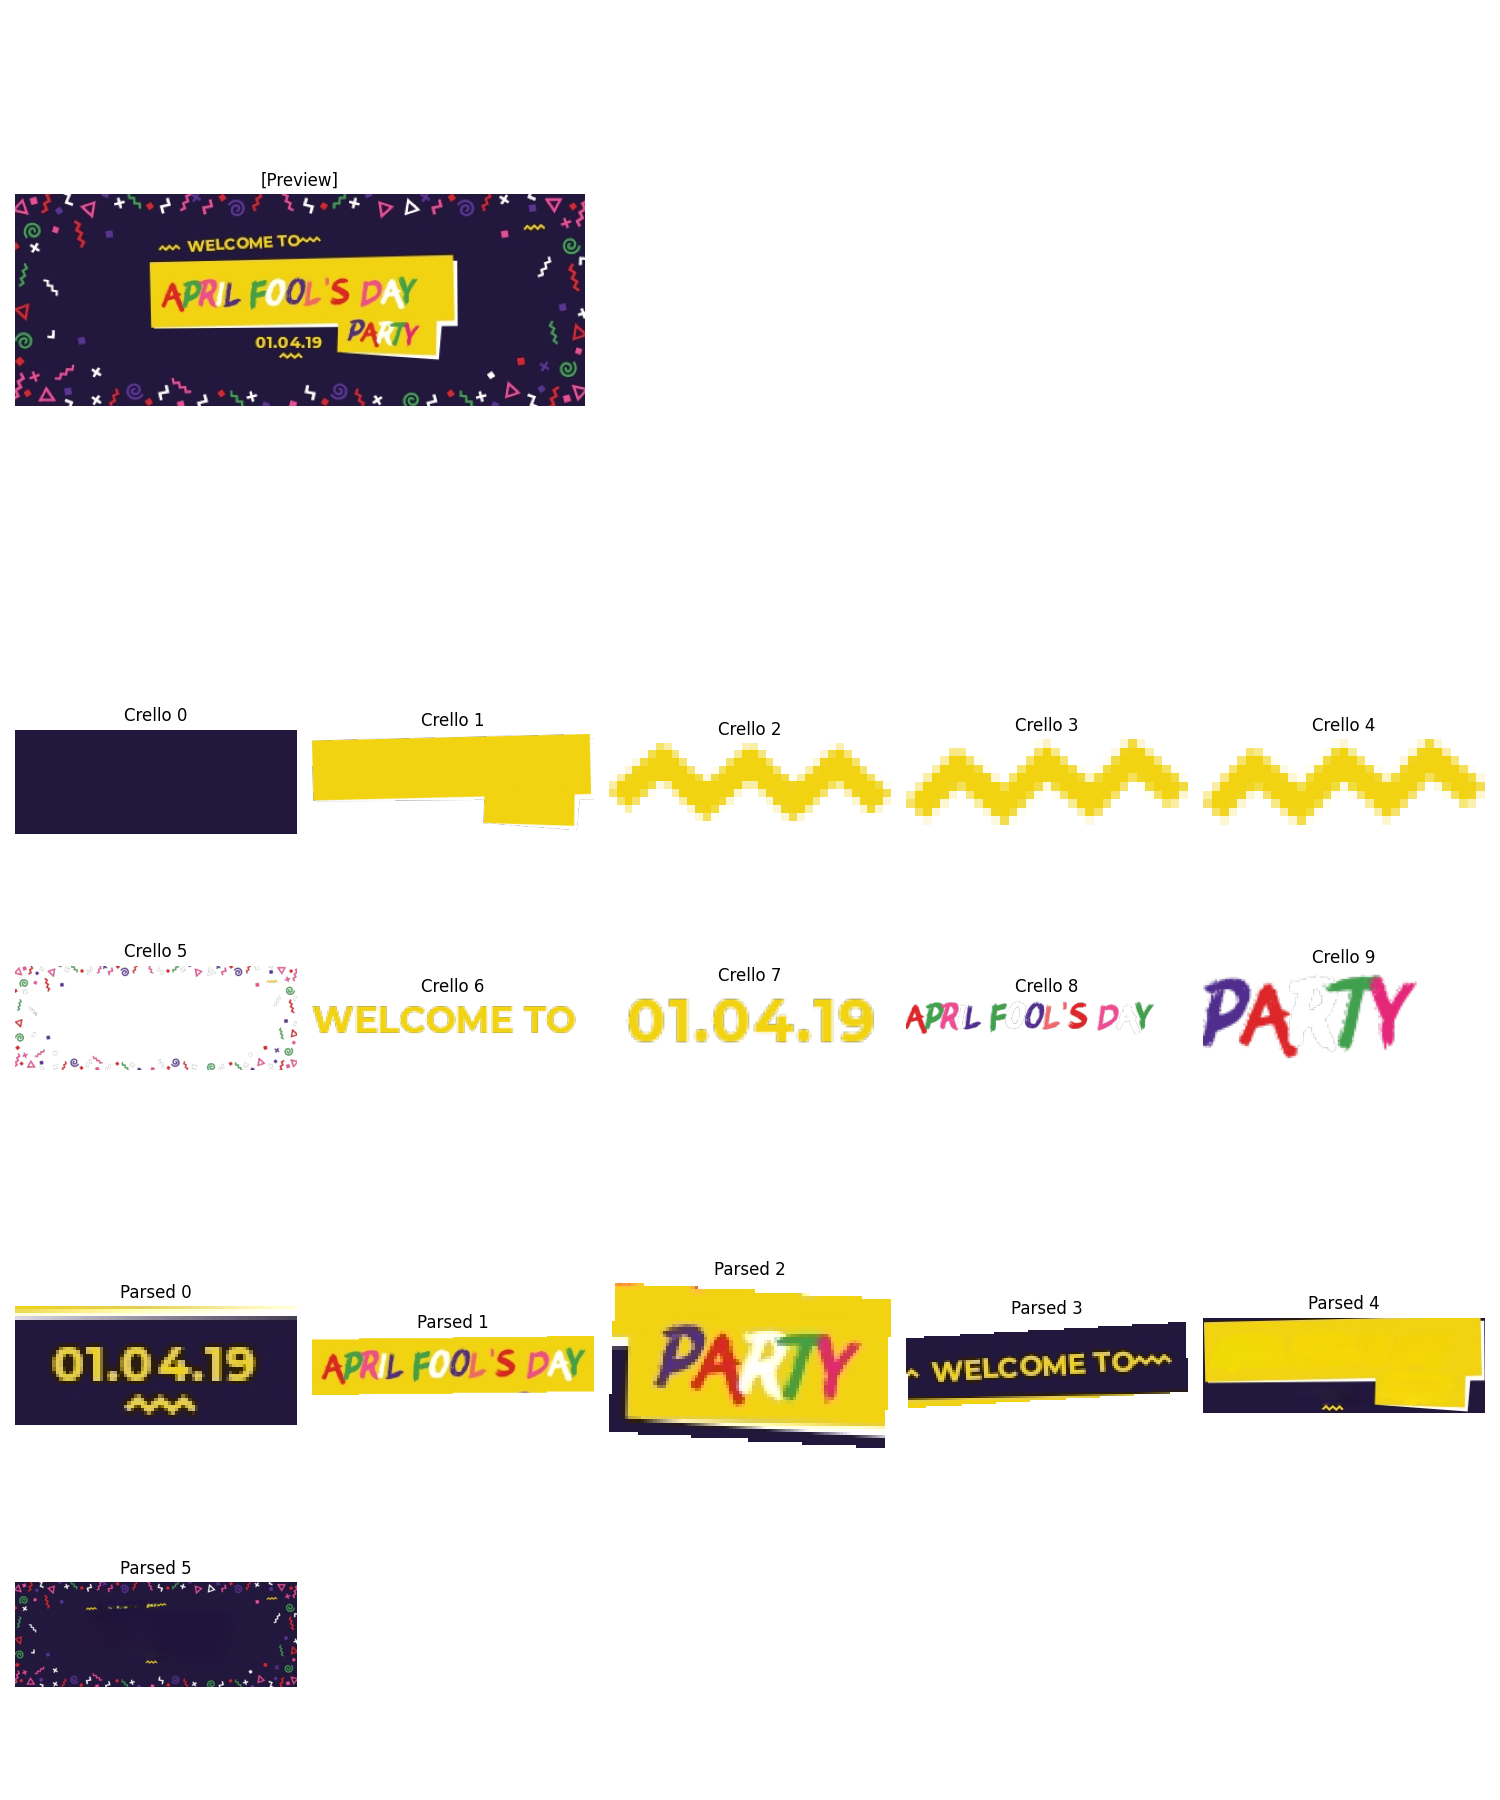 [Preview]
WELCOME TO
APRIL FOOL'S DAY
PARTY
01.04.19
Crello 0
Crello 1
Crello 2
Crello 3
Crello 4
Crello 5
Crello 6
WELCOME TO
Crello 7
01.04.19
Crello 8
APRIL FOOL'S DAY
Crello 9
PARTY
Parsed 0
01.04.19
Parsed 1
APRIL FOOL'S DAY
Parsed 2
PARTY
Parsed 3
WELCOME TO
Parsed 4
Parsed 5